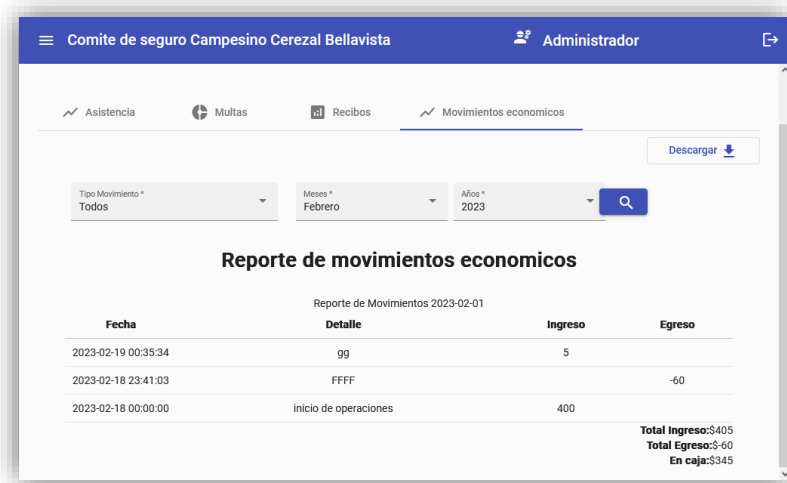 Comite de seguro Campesino Cerezal Bellavista Administrador
Asistencia Multas Recibos Movimientos economicos
Descargar
Tipo Movimiento * Meses * Años *
Todos Febrero 2023
Reporte de movimientos economicos
Reporte de Movimientos 2023-02-01
Fecha Detalle Ingreso Egreso
2023-02-19 00:35:34 gg 5
2023-02-18 23:41:03 FFFF -60
2023-02-18 00:00:00 inicio de operaciones 400
Total Ingreso:$405
Total Egreso:$-60
En caja:$345